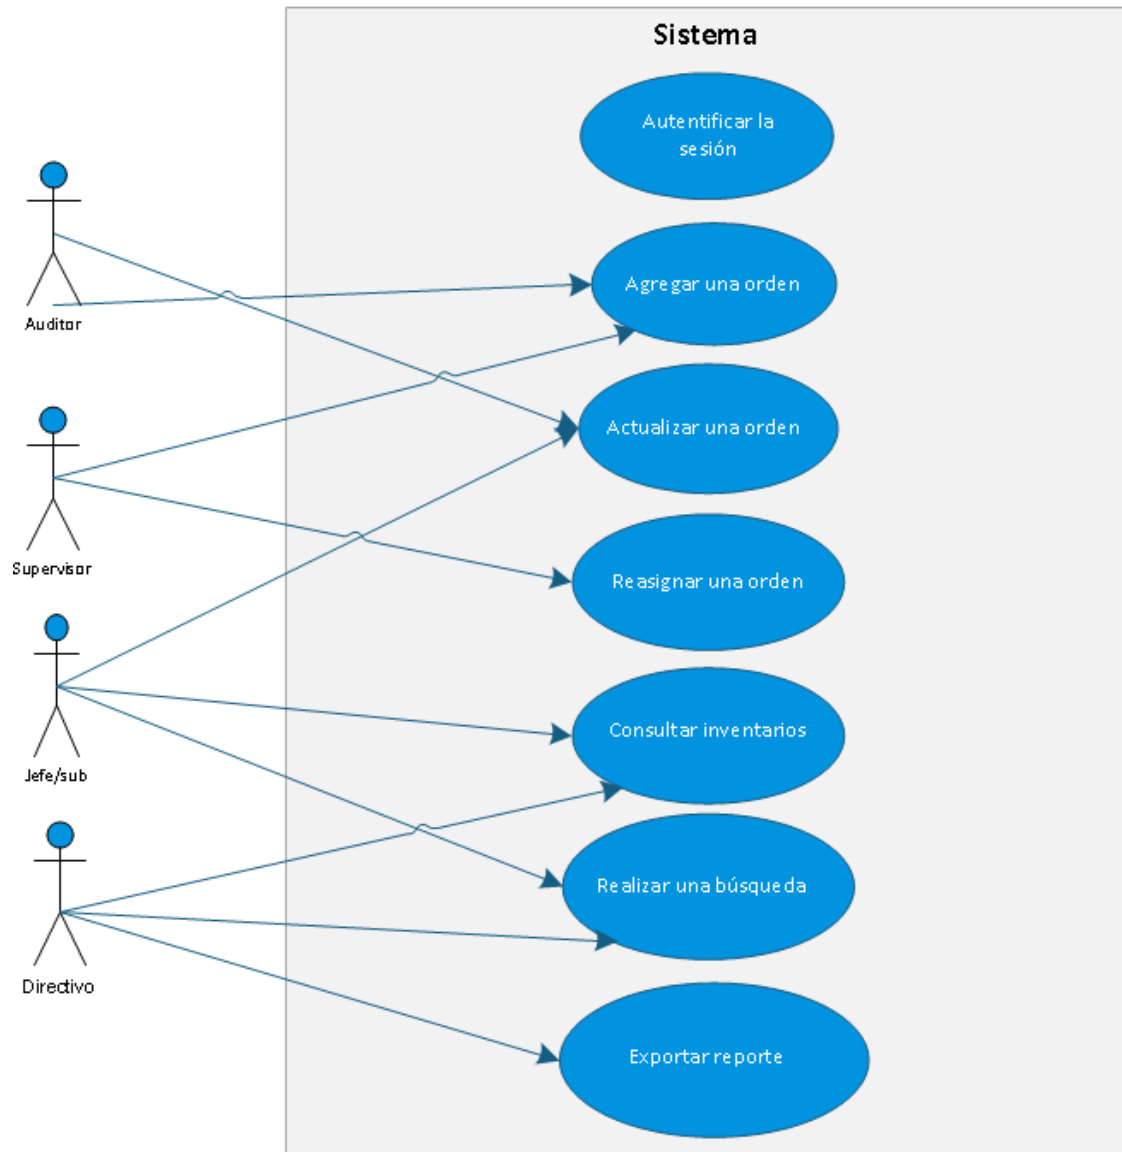 Sistema
Autentificar la
sesión
Agregar una orden
Auditor
Actualizar una orden
Supervisor
Reasignar una orden
Consultar inventarios
Jefe/sub
Realizar una búsqueda
Directivo
Exportar reporte